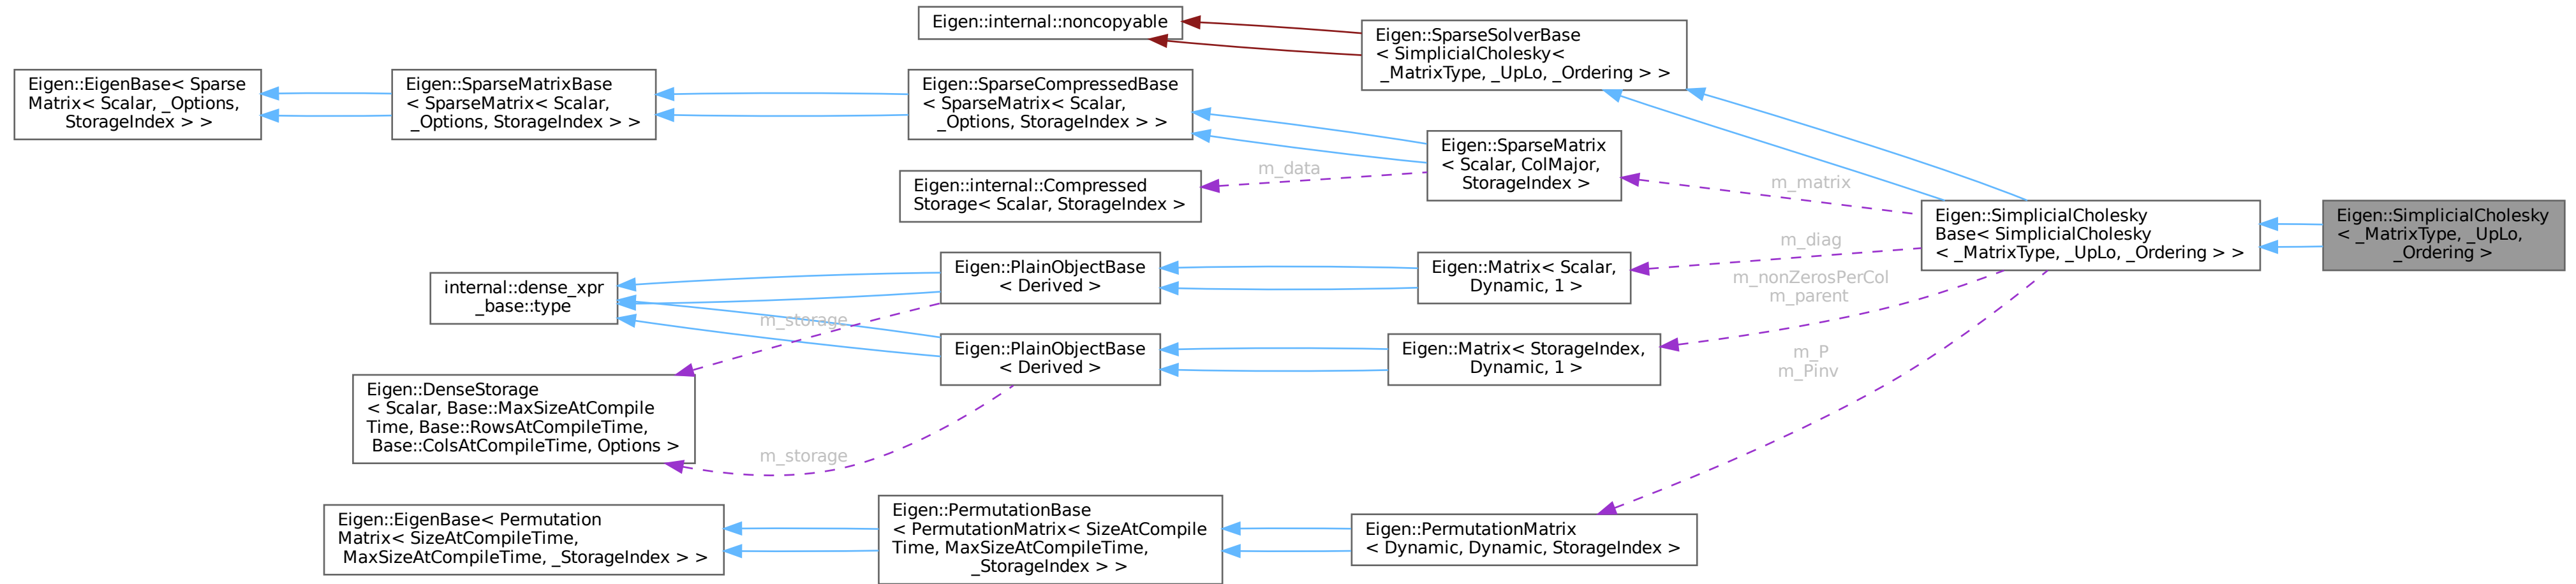 Eigen::internal::noncopyable
Eigen::SparseSolverBase
< SimplicialCholesky<
_MatrixType, _UpLo, _Ordering > >
Eigen::EigenBase< Sparse
Matrix< Scalar, _Options,
StorageIndex > >
Eigen::SparseMatrixBase
< SparseMatrix< Scalar,
_Options, StorageIndex > >
Eigen::SparseCompressedBase
< SparseMatrix< Scalar,
_Options, StorageIndex > >
Eigen::SparseMatrix
< Scalar, ColMajor,
StorageIndex >
m_data
Eigen::internal::Compressed
Storage< Scalar, StorageIndex >
m_matrix
Eigen::SimplicialCholesky
Base< SimplicialCholesky
< _MatrixType, _UpLo, _Ordering > >
Eigen::SimplicialCholesky
< _MatrixType, _UpLo,
_Ordering >
m_diag
Eigen::PlainObjectBase
< Derived >
Eigen::Matrix< Scalar,
Dynamic, 1 >
m_nonZerosPerCol
m_parent
internal::dense_xpr
_base::type
m_storage
Eigen::PlainObjectBase
< Derived >
Eigen::Matrix< StorageIndex,
Dynamic, 1 >
m_P
m_Pinv
Eigen::DenseStorage
< Scalar, Base::MaxSizeAtCompile
Time, Base::RowsAtCompileTime,
Base::ColsAtCompileTime, Options >
m_storage
Eigen::EigenBase< Permutation
Matrix< SizeAtCompileTime,
MaxSizeAtCompileTime, _StorageIndex > >
Eigen::PermutationBase
< PermutationMatrix< SizeAtCompile
Time, MaxSizeAtCompileTime,
_StorageIndex > >
Eigen::PermutationMatrix
< Dynamic, Dynamic, StorageIndex >